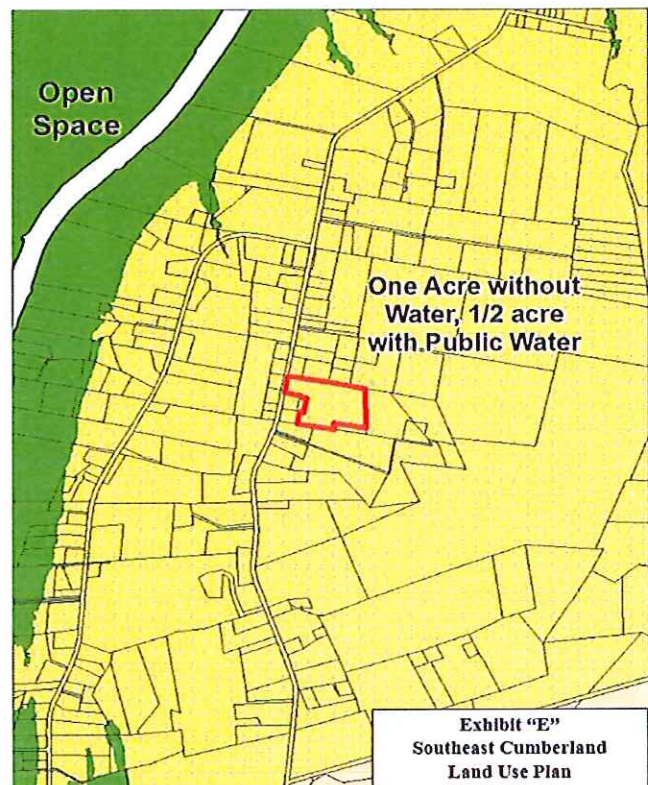 Open
Space
One Acre without
Water, 1/2 acre
with Public Water
Exhibit “E”
Southeast Cumberland
Land Use Plan